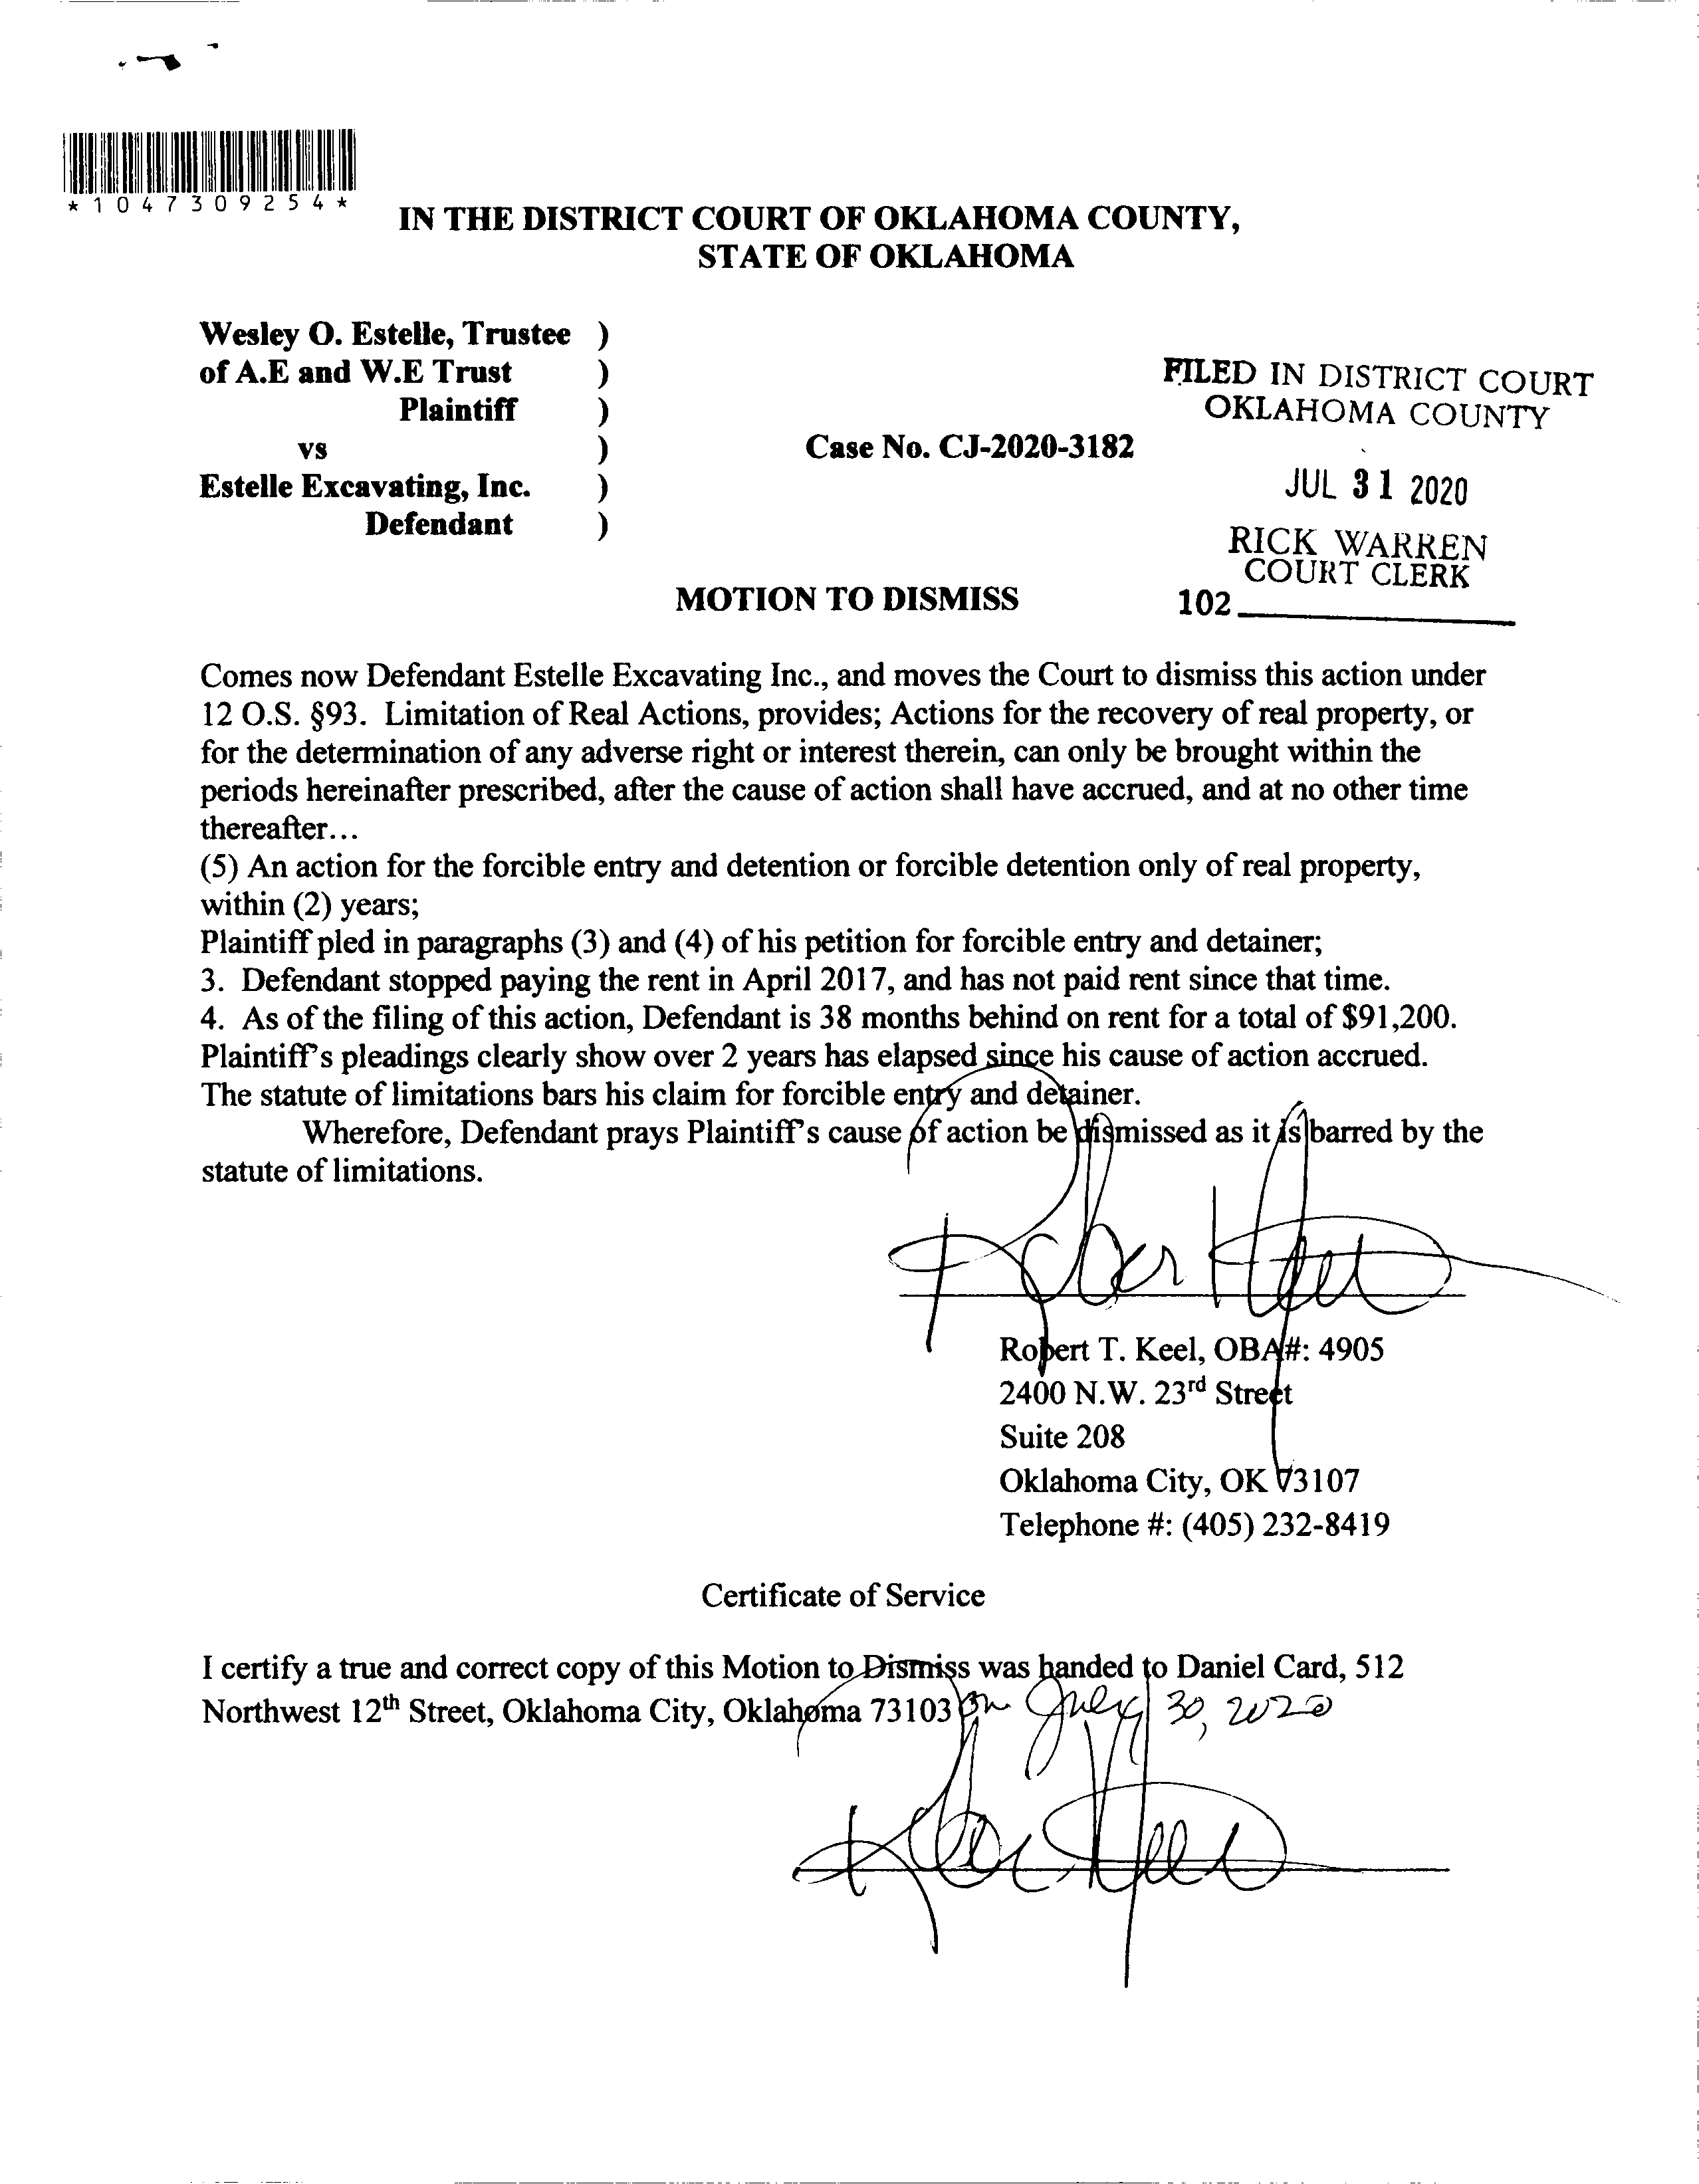 *1047309254*
IN THE DISTRICT COURT OF OKLAHOMA COUNTY,
STATE OF OKLAHOMA
Wesley O. Estelle, Trustee )
of A.E and W.E Trust )
Plaintiff )
vs )
Estelle Excavating, Inc. )
Defendant )
Case No. CJ-2020-3182
FILED IN DISTRICT COURT
OKLAHOMA COUNTY
JUL 31 2020
RICK WARREN
COURT CLERK
102
MOTION TO DISMISS
Comes now Defendant Estelle Excavating Inc., and moves the Court to dismiss this action under
12 O.S. §93. Limitation of Real Actions, provides; Actions for the recovery of real property, or
for the determination of any adverse right or interest therein, can only be brought within the
periods hereinafter prescribed, after the cause of action shall have accrued, and at no other time
thereafter…
(5) An action for the forcible entry and detention or forcible detention only of real property,
within (2) years;
Plaintiff pled in paragraphs (3) and (4) of his petition for forcible entry and detainer;
3. Defendant stopped paying the rent in April 2017, and has not paid rent since that time.
4. As of the filing of this action, Defendant is 38 months behind on rent for a total of $91,200.
Plaintiff's pleadings clearly show over 2 years has elapsed since his cause of action accrued.
The statute of limitations bars his claim for forcible entry and detainer.
Wherefore, Defendant prays Plaintiff's cause of action be dismissed as it is barred by the
statute of limitations.
Robert Keel
Robert T. Keel, OBA#: 4905
2400 N.W. 23rd Street
Suite 208
Oklahoma City, OK 73107
Telephone #: (405) 232-8419
Certificate of Service
I certify a true and correct copy of this Motion to Dismiss was handed to Daniel Card, 512
Northwest 12th Street, Oklahoma City, Oklahoma 73103 on July 30, 2020
Robert Keel